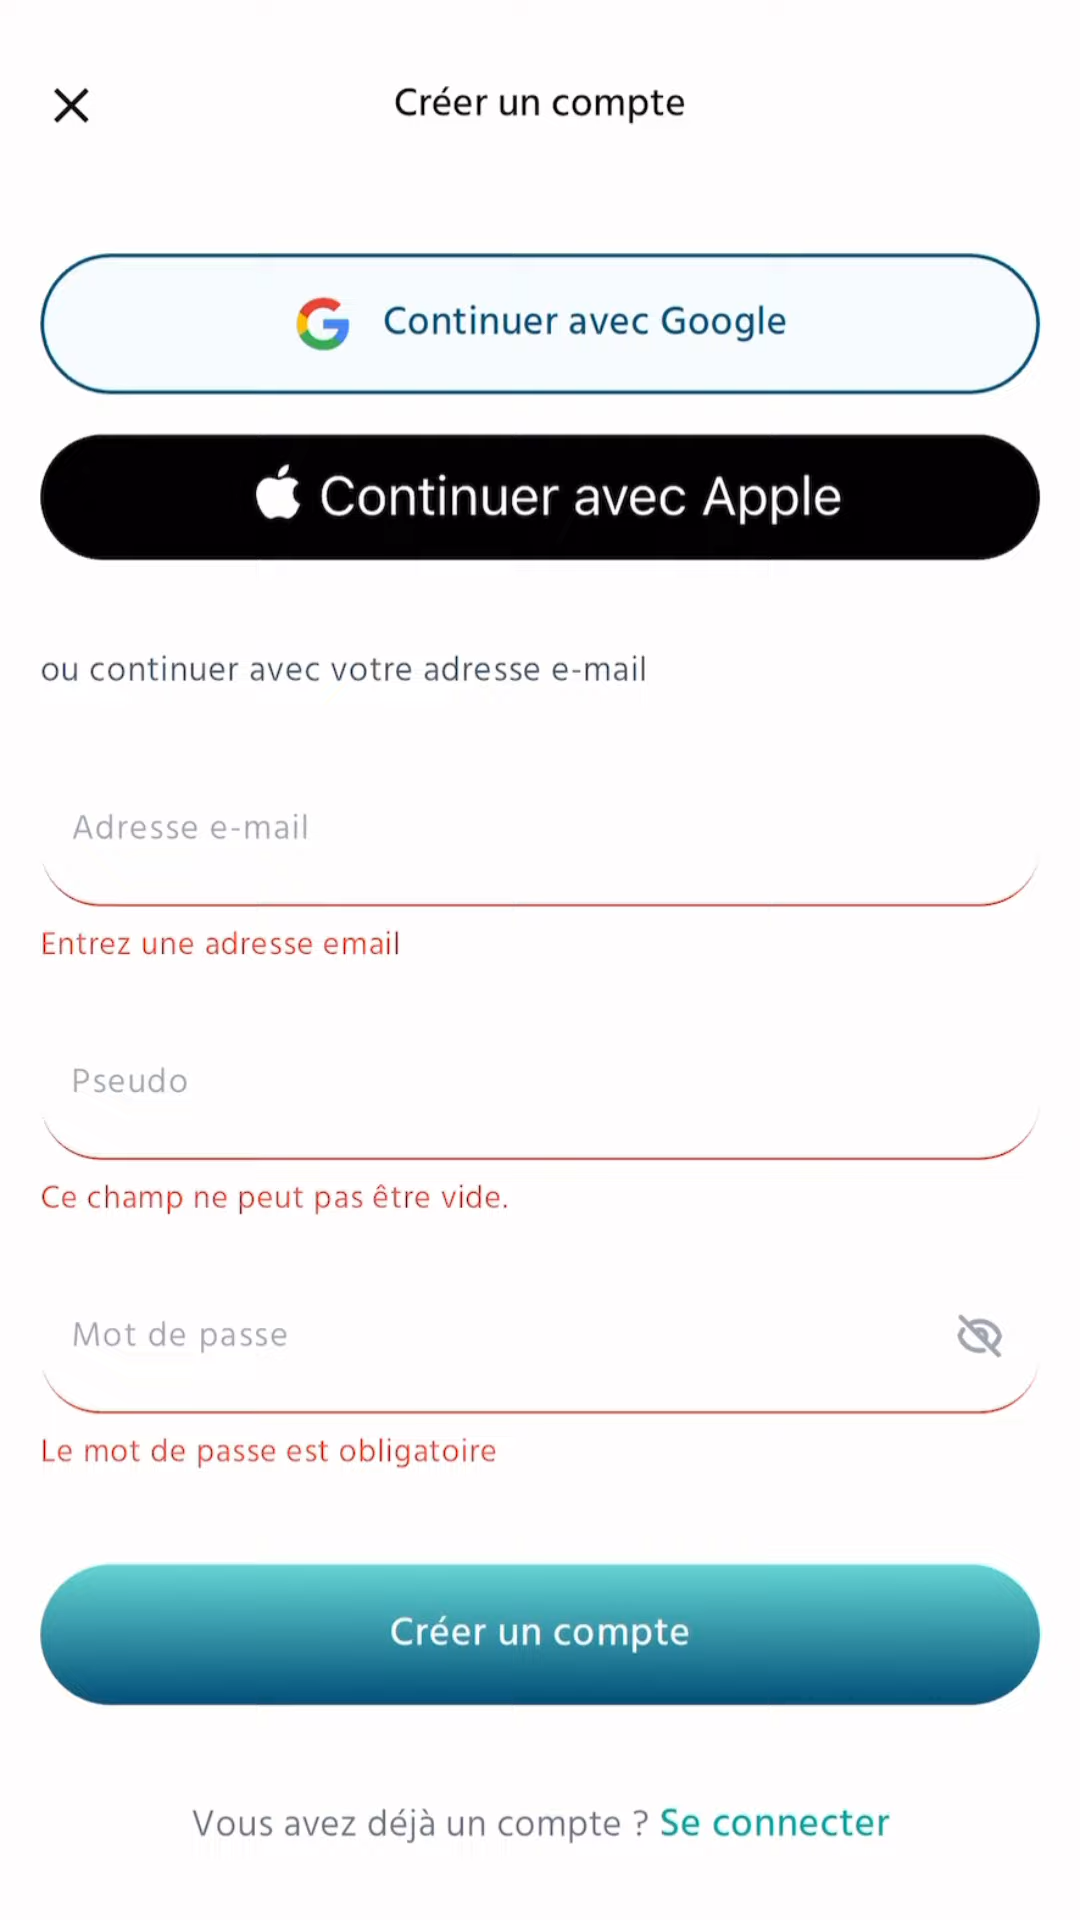 Créer un compte
Continuer avec Google
Continuer avec Apple
ou continuer avec votre adresse e-mail
Adresse e-mail
Entrez une adresse email
Pseudo
Ce champ ne peut pas être vide.
Mot de passe
Le mot de passe est obligatoire
Créer un compte
Vous avez déjà un compte ? Se connecter